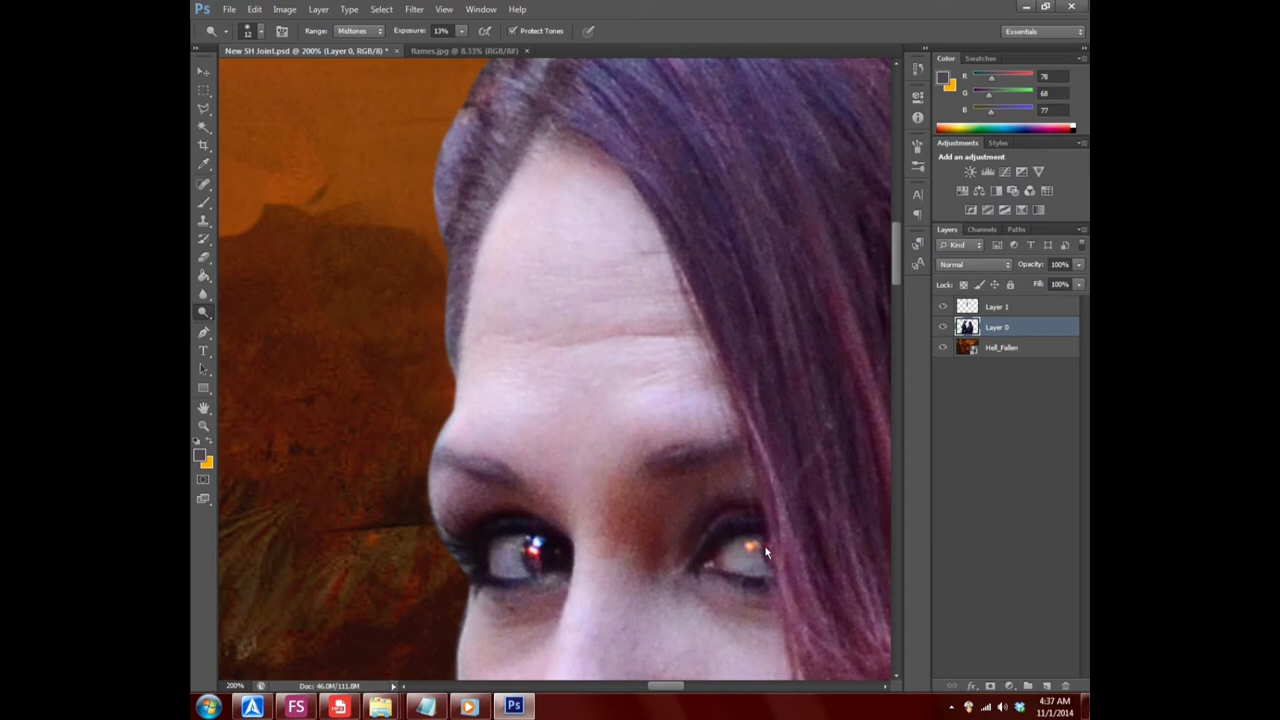 Ps File Edit Image Layer Type Select Filter View Window Help
12 Range: Midtones Exposure: 13% Protect Tones Essentials
New SH Joint.psd @ 200% (Layer 0, RGB/8) * × flames.jpg @ 8.33% (RGB/8#) ×
Color Swatches
R 78
G 68
B 77
Adjustments Styles
Add an adjustment
Layers Channels Paths
Kind
Normal Opacity: 100%
Lock: Fill: 100%
Layer 1
Layer 0
Hell_Fallen
200% Doc: 46.0M/111.8M
FS Ps
4:37 AM
11/1/2014